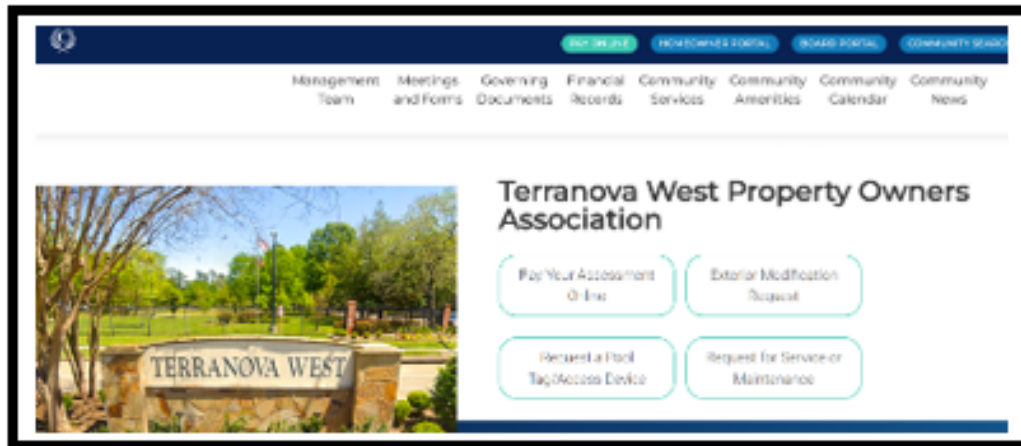 PAY ONLINE HOMEOWNER PORTAL BOARD PORTAL COMMUNITY SEARC
Management Meetings Governing Financial Community Community Community Community
Team and Forms Documents Records Services Amenities Calendar News
Terranova West Property Owners
Association
Pay Your Assessment Exterior Modification
Online Request
Request a Pool Request for Service or
Tag/Access Device Maintenance
TERRANOVA WEST